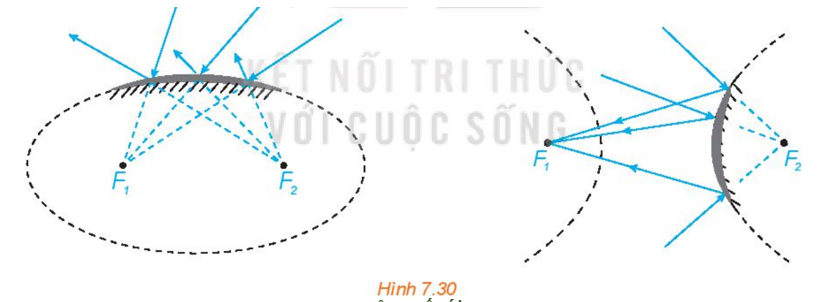 KẾT NỐI TRI THỨC
VỚI CUỘC SỐNG
F₁ F₂
F₁ F₂
Hình 7.30